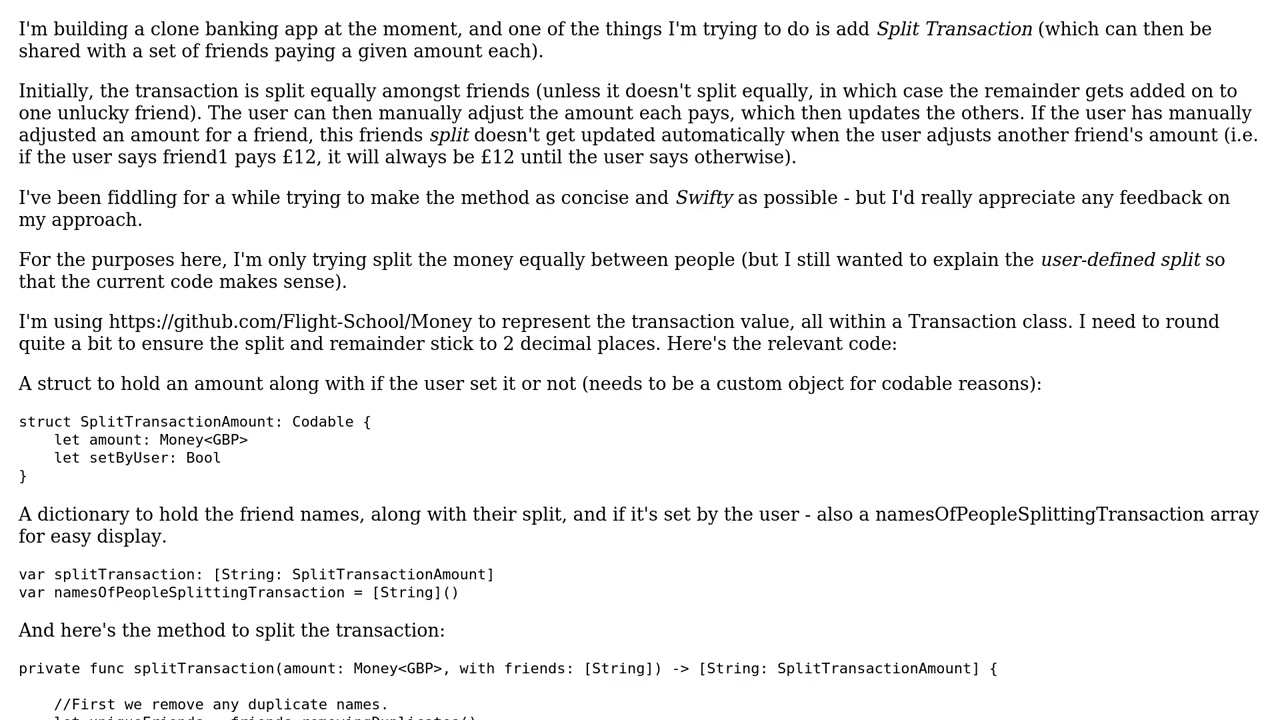 I'm building a clone banking app at the moment, and one of the things I'm trying to do is add Split Transaction (which can then be
shared with a set of friends paying a given amount each).
Initially, the transaction is split equally amongst friends (unless it doesn't split equally, in which case the remainder gets added on to
one unlucky friend). The user can then manually adjust the amount each pays, which then updates the others. If the user has manually
adjusted an amount for a friend, this friends split doesn't get updated automatically when the user adjusts another friend's amount (i.e.
if the user says friend1 pays £12, it will always be £12 until the user says otherwise).
I've been fiddling for a while trying to make the method as concise and Swifty as possible - but I'd really appreciate any feedback on
my approach.
For the purposes here, I'm only trying split the money equally between people (but I still wanted to explain the user-defined split so
that the current code makes sense).
I'm using https://github.com/Flight-School/Money to represent the transaction value, all within a Transaction class. I need to round
quite a bit to ensure the split and remainder stick to 2 decimal places. Here's the relevant code:
A struct to hold an amount along with if the user set it or not (needs to be a custom object for codable reasons):
struct SplitTransactionAmount: Codable {
    let amount: Money<GBP>
    let setByUser: Bool
}
A dictionary to hold the friend names, along with their split, and if it's set by the user - also a namesOfPeopleSplittingTransaction array
for easy display.
var splitTransaction: [String: SplitTransactionAmount]
var namesOfPeopleSplittingTransaction = [String]()
And here's the method to split the transaction:
private func splitTransaction(amount: Money<GBP>, with friends: [String]) -> [String: SplitTransactionAmount] {
    //First we remove any duplicate names.
    let uniqueFriends = friends.removingDuplicates()